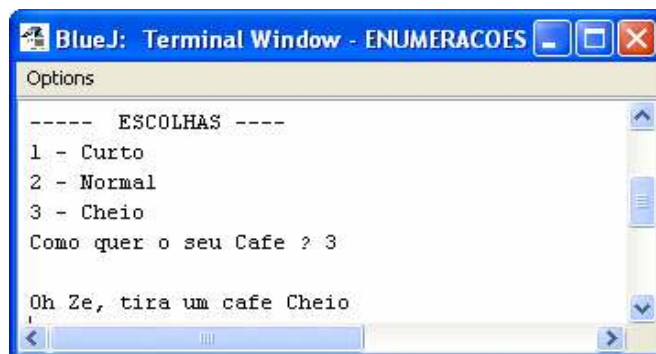 BlueJ: Terminal Window - ENUMERACOES
Options
----- ESCOLHAS ----
1 - Curto
2 - Normal
3 - Cheio
Como quer o seu Cafe ? 3
Oh Ze, tira um cafe Cheio